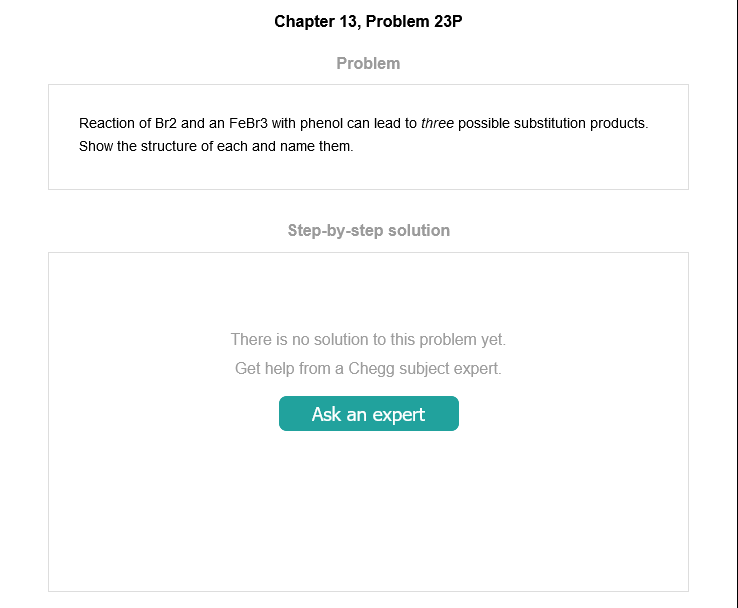 Chapter 13, Problem 23P
Problem
Reaction of Br2 and an FeBr3 with phenol can lead to three possible substitution products.
Show the structure of each and name them.
Step-by-step solution
There is no solution to this problem yet.
Get help from a Chegg subject expert.
Ask an expert